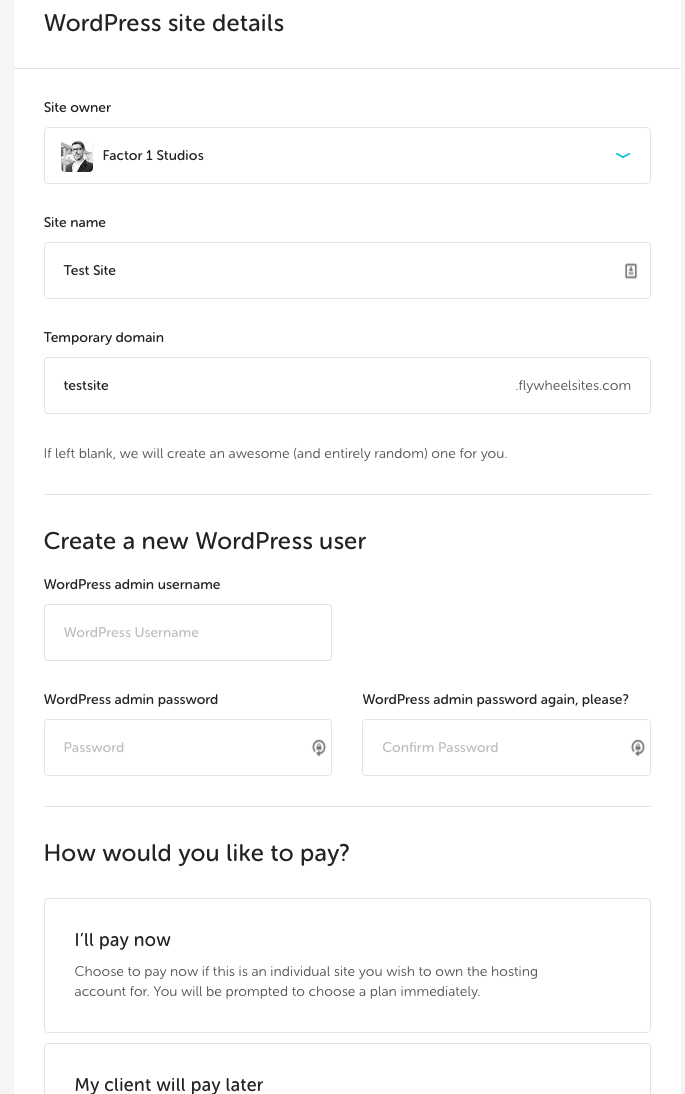 WordPress site details
Site owner
Factor 1 Studios
Site name
Test Site
Temporary domain
testsite
.flywheelsites.com
If left blank, we will create an awesome (and entirely random) one for you.
Create a new WordPress user
WordPress admin username
WordPress Username
WordPress admin password
WordPress admin password again, please?
Password
Confirm Password
How would you like to pay?
I’ll pay now
Choose to pay now if this is an individual site you wish to own the hosting
account for. You will be prompted to choose a plan immediately.
My client will pay later